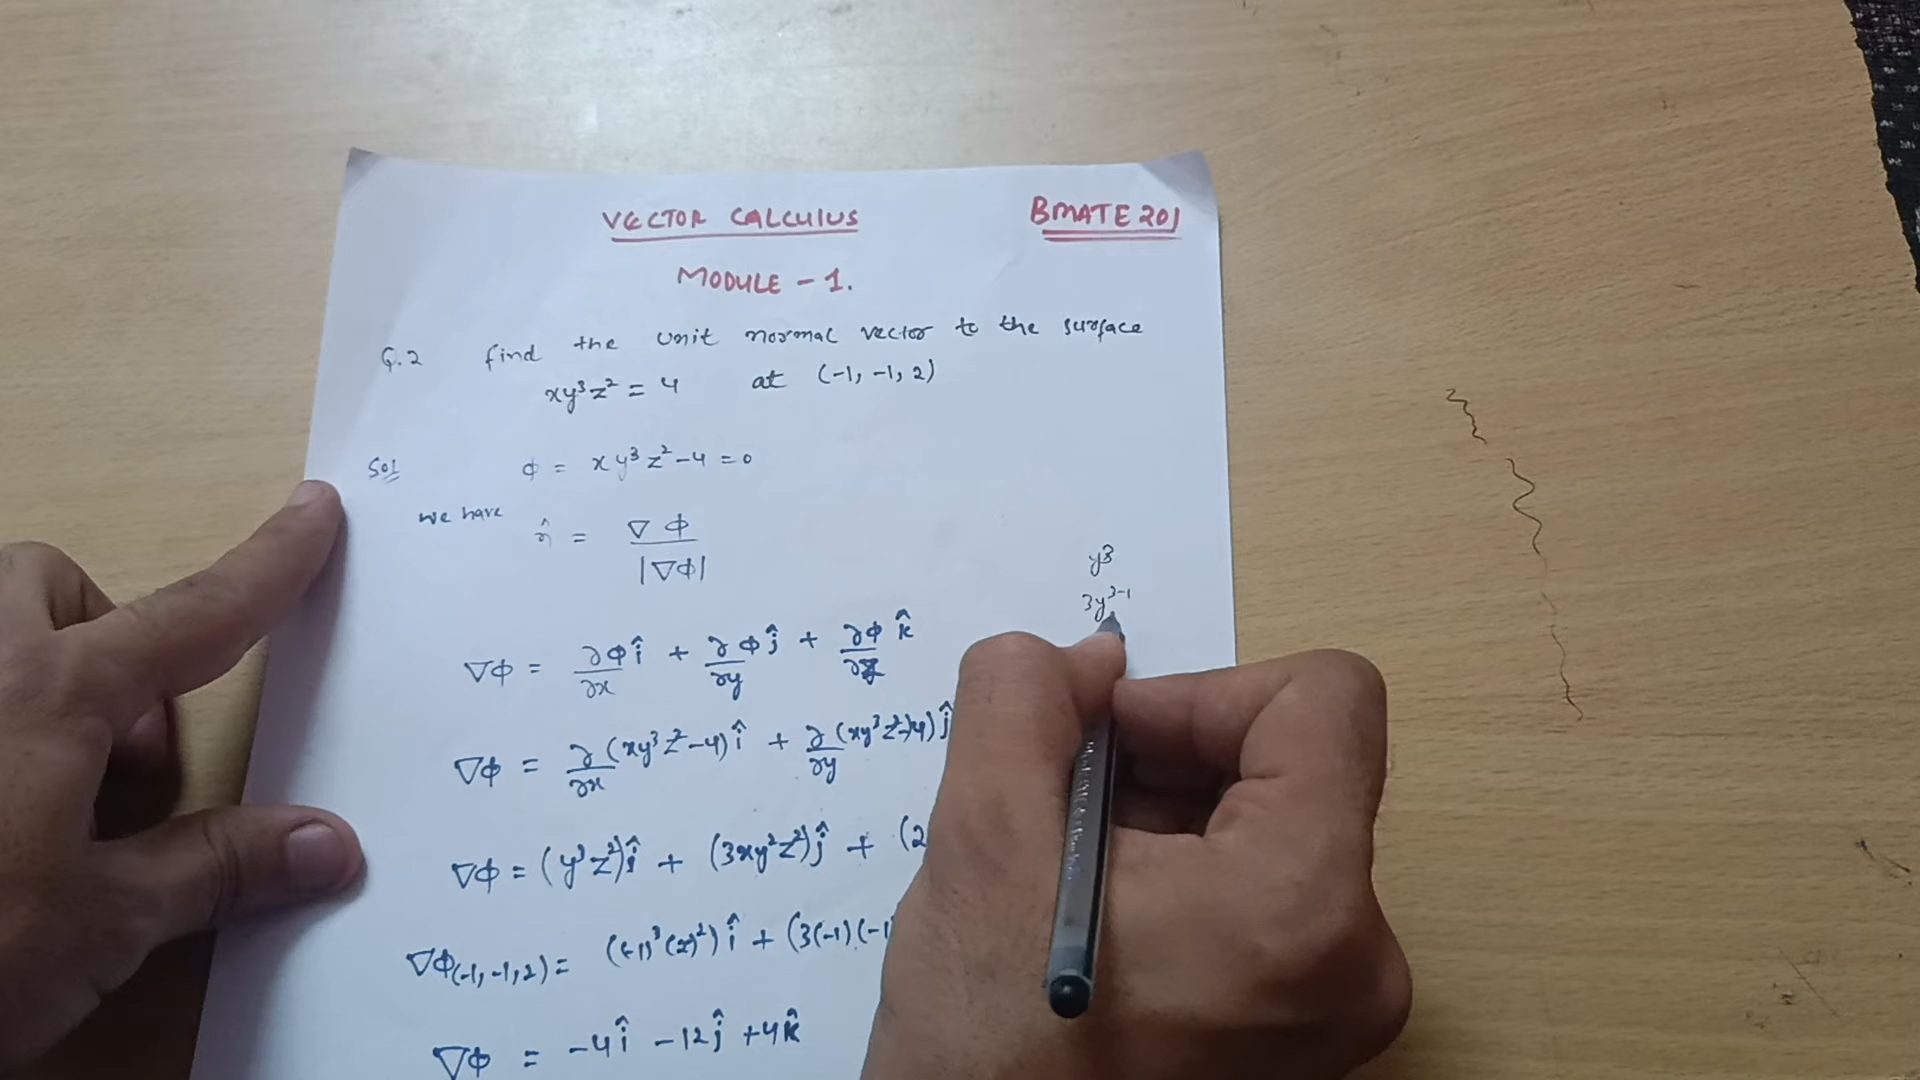 VECTOR CALCULUS BMATE 201
MODULE - 1.
Q.2 find the unit normal vector to the surface
xy³z² = 4 at (-1, -1, 2)
Sol ϕ = xy³z²-4=0
We have n̂ = ∇ϕ / |∇ϕ|
y3
3y³⁻¹
∇ϕ = ∂ϕ/∂x î + ∂ϕ/∂y ĵ + ∂ϕ/∂z k̂
∇ϕ = ∂/∂x (xy³z²-4) î + ∂/∂y (xy³z²-4) ĵ
∇ϕ = (y³z²)î + (3xy²z²)ĵ + (2
∇ϕ(-1,-1,2) = ((-1)³(2)²) î + (3(-1)(-1
∇ϕ = -4î -12ĵ +4k̂